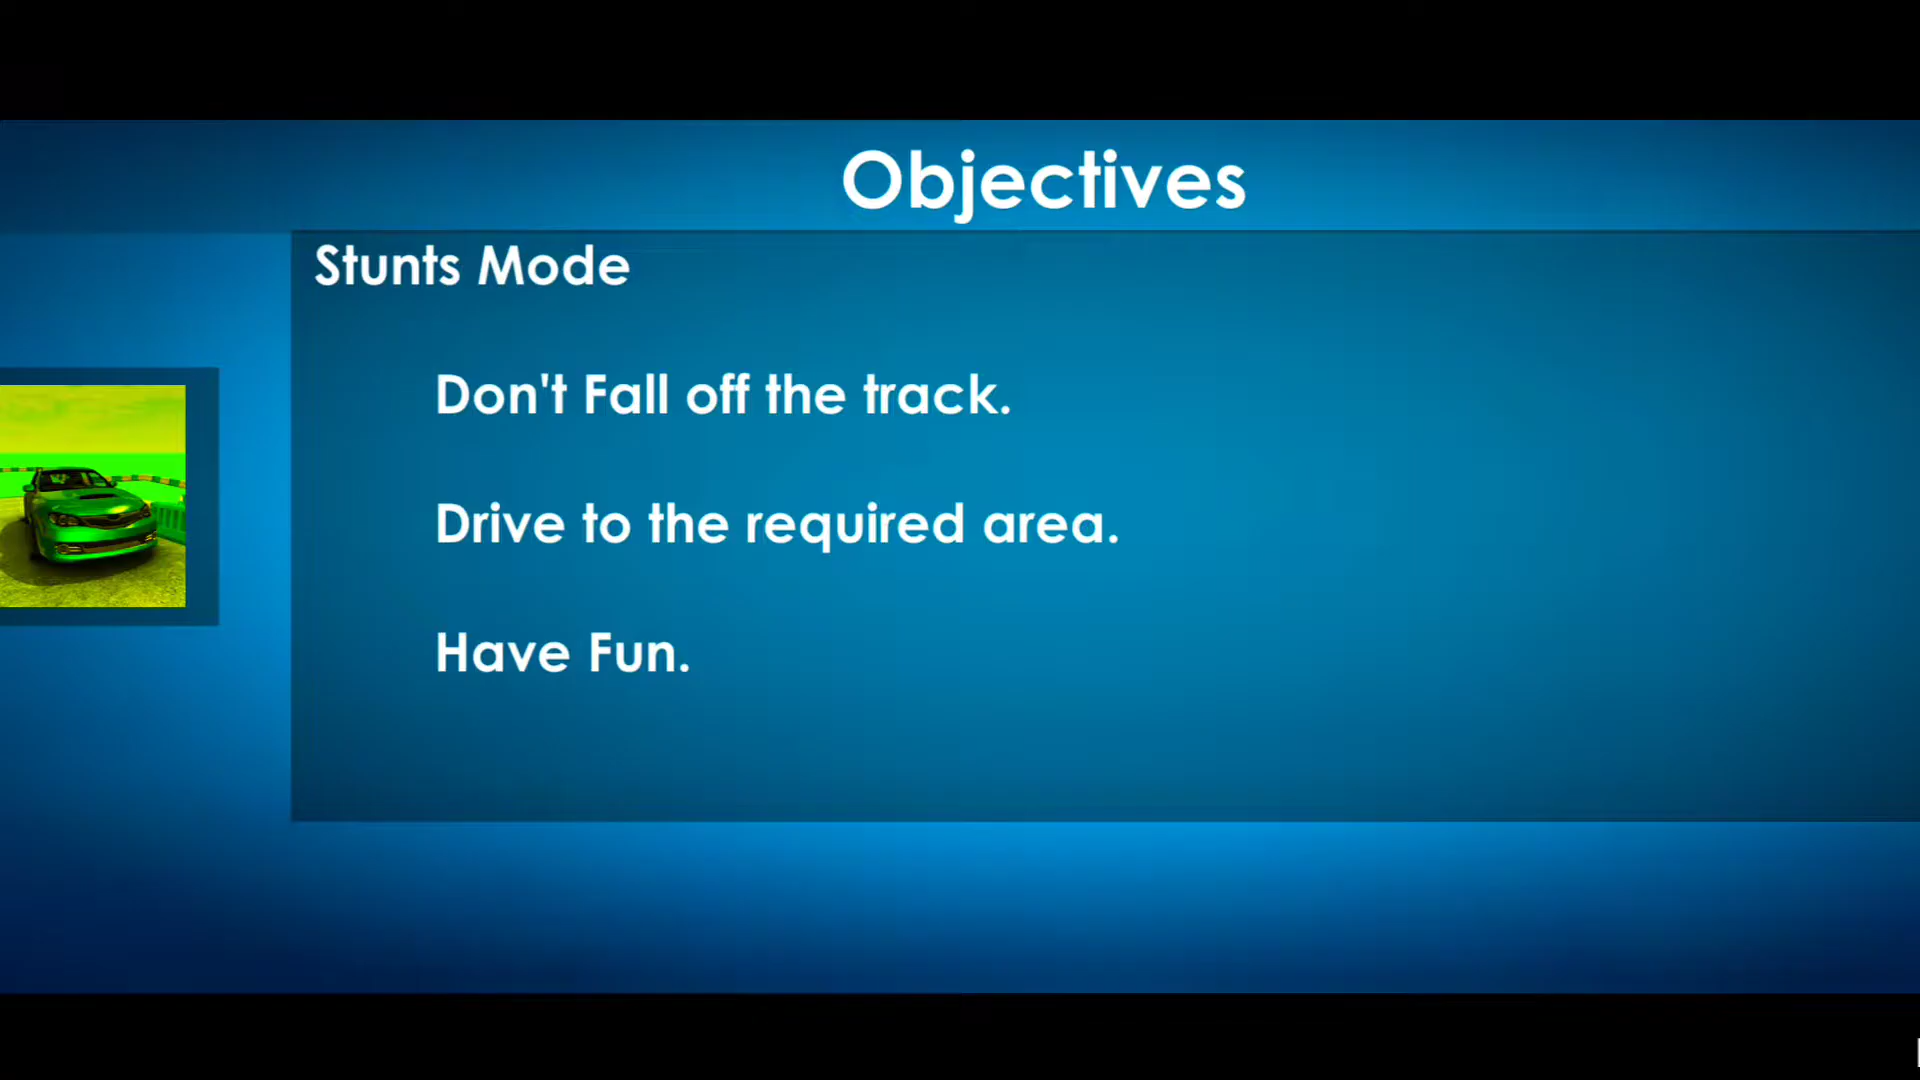 Objectives
Stunts Mode
Don't Fall off the track.
Drive to the required area.
Have Fun.